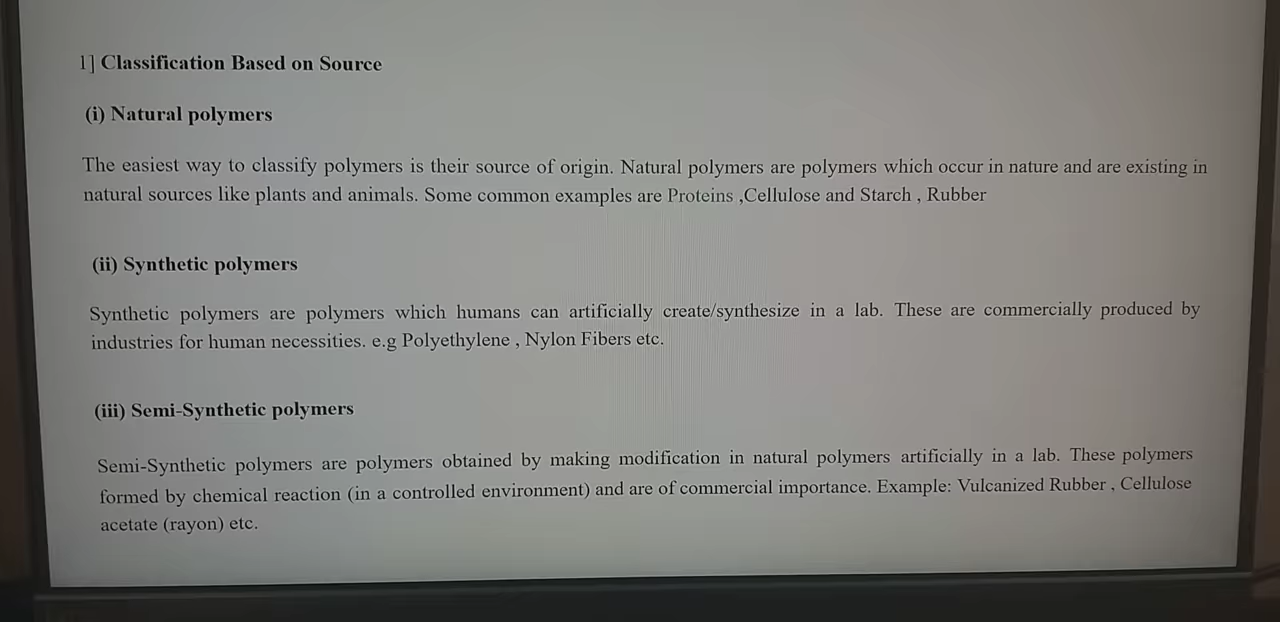 1] Classification Based on Source
(i) Natural polymers
The easiest way to classify polymers is their source of origin. Natural polymers are polymers which occur in nature and are existing in
natural sources like plants and animals. Some common examples are Proteins ,Cellulose and Starch , Rubber
(ii) Synthetic polymers
Synthetic polymers are polymers which humans can artificially create/synthesize in a lab. These are commercially produced by
industries for human necessities. e.g Polyethylene , Nylon Fibers etc.
(iii) Semi-Synthetic polymers
Semi-Synthetic polymers are polymers obtained by making modification in natural polymers artificially in a lab. These polymers
formed by chemical reaction (in a controlled environment) and are of commercial importance. Example: Vulcanized Rubber , Cellulose
acetate (rayon) etc.